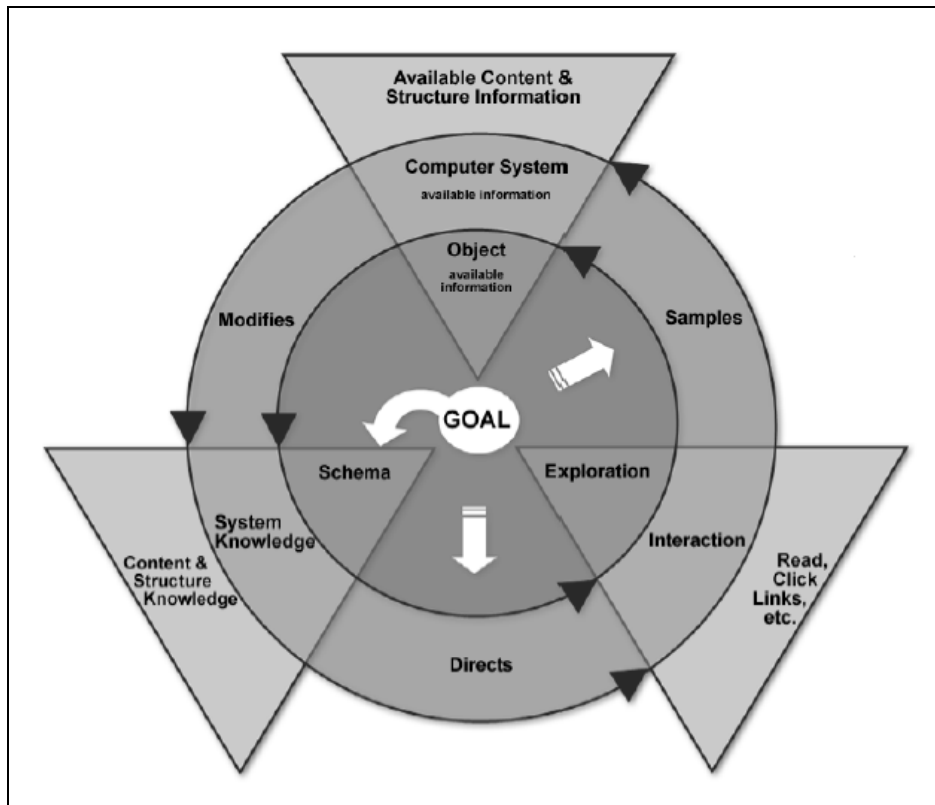 Available Content &
Structure Information
Computer System
available information
Object
available
information
Modifies
Samples
GOAL
Schema
Exploration
System
Knowledge
Interaction
Content &
Structure
Knowledge
Read,
Click
Links,
etc.
Directs